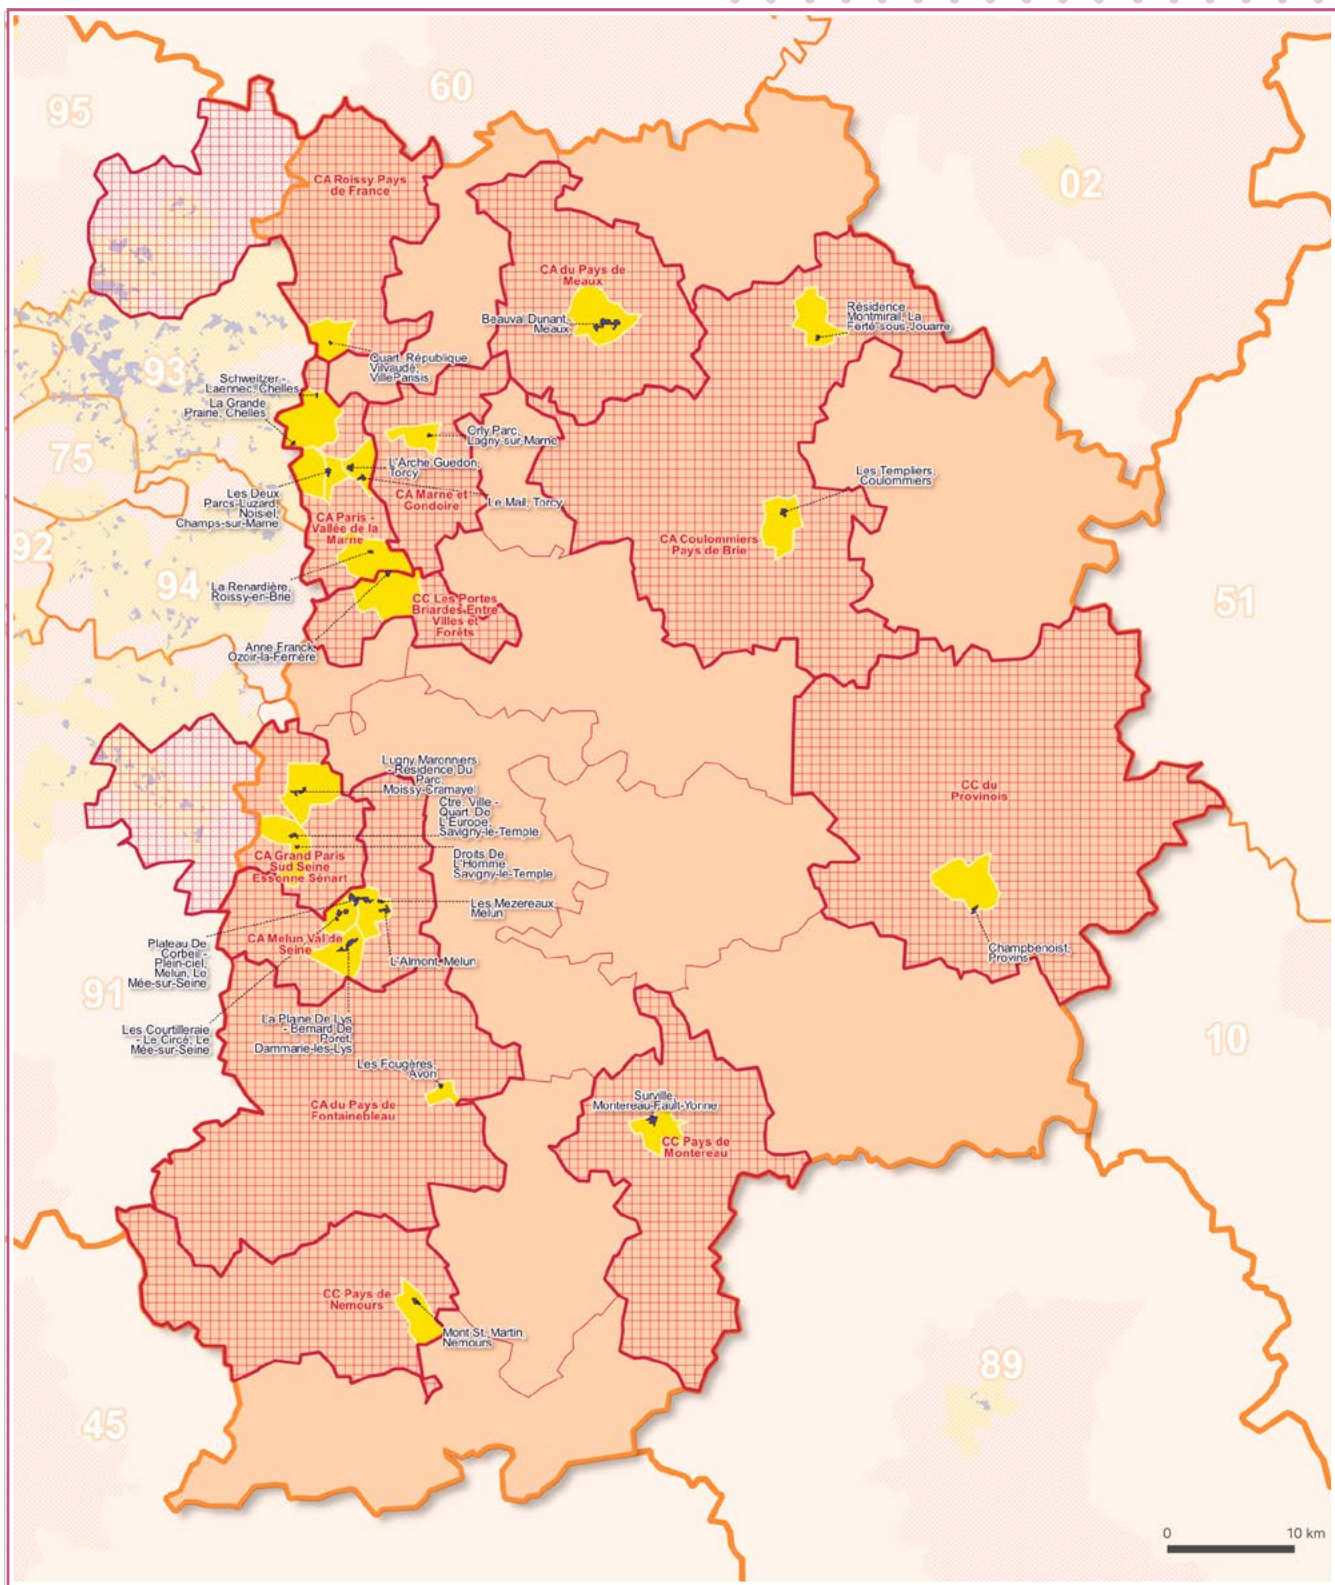 95
60
02
CA Roissy Pays
de France
CA du Pays de
Meaux
Beauval Dunant,
Meaux
Résidence
Montmirail, La
Ferté-sous-Jouarre
Quart. République
Vilvaudé,
VilleParisis
93
Schweitzer -
Laennec, Chelles
La Grande
Prairie, Chelles
75
Orly Parc,
Lagny-sur-Marne
L'Arche Guedon,
Torcy
Le Mail, Torcy
CA Marne et
Gondoire
Les Templiers,
Coulommiers
Les Deux
Parcs-Luzard,
Noisiel,
Champs-sur-Marne
CA Paris -
Vallée de la
Marne
CA Coulommiers
Pays de Brie
92
94
La Renardière,
Roissy-en-Brie
CC Les Portes
Briardes Entre
Villes et
Forêts
51
Anne Franck,
Ozoir-la-Ferrière
Lugny Maronniers
- Résidence Du
Parc,
Moissy-Cramayel
Ctre. Ville -
Quart. De
L'Europe,
Savigny-le-Temple
CC du
Provinois
CA Grand Paris
Sud Seine
Essonne Sénart
Droits De
L'Homme,
Savigny-le-Temple
Les Mezereaux,
Melun
CA Melun Val de
Seine
L'Almont, Melun
Plateau De
Corbeil -
Plein-ciel,
Melun, Le
Mée-sur-Seine
Champbenoist,
Provins
91
Les Courtilleraie
- Le Circé, Le
Mée-sur-Seine
La Plaine De Lys
- Bernard De
Poret,
Dammarie-les-Lys
10
Les Fougères,
Avon
CA du Pays de
Fontainebleau
Surville,
Montereau-Fault-Yonne
CC Pays de
Montereau
CC Pays de
Nemours
Mont St. Martin,
Nemours
89
45
0
10 km